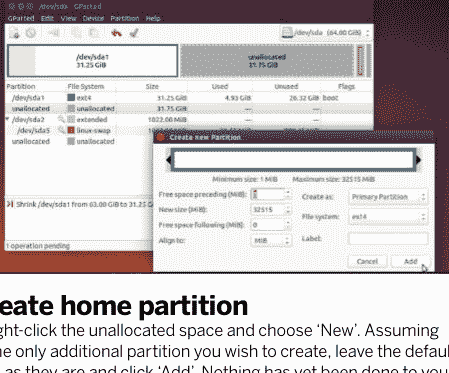 /dev/sda - GParted
GParted Edit View Device Partition Help
/dev/sda (64.00 GiB)
/dev/sda1
31.25 GiB
unallocated
31.75 GiB
Partition File System Size Used Unused Flags
/dev/sda1 ext4 31.25 GiB 4.93 GiB 26.32 GiB boot
unallocated unallocated 31.75 GiB --- ---
/dev/sda2 extended 1022.00 MiB
/dev/sda5 linux-swap
unallocated unallocated
Create new Partition
Minimum size: 1 MiB Maximum size: 32515 MiB
Free space preceding (MiB): Create as: Primary Partition
New size (MiB): 32515 File system: ext4
Free space following (MiB): 0 Label:
Align to: MiB
Cancel Add
Shrink /dev/sda1 from 63.00 GiB to 31.25
1 operation pending
eate home partition
ght-click the unallocated space and choose ‘New’. Assuming
e only additional partition you wish to create, leave the defaul
as they are and click ‘Add’. Nothing has yet been done to you